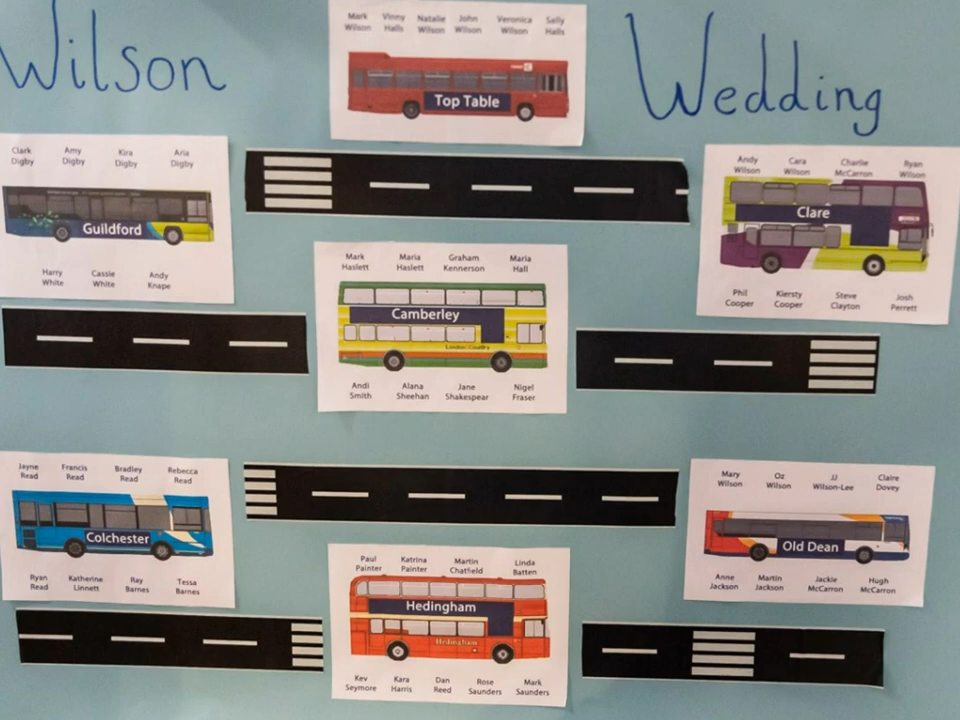 Wilson
Wedding
Mark Vinny Natalie John Veronica Sally
Wilson Halls Wilson Wilson Wilson Halls
Top Table
Clark Amy Kira Aria
Digby Digby Digby Digby
Guildford
Harry Cassie Andy
White White Knape
Andy Cara Charlie Ryan
Wilson Wilson McCarron Wilson
Clare
Phil Kiersty Steve Josh
Cooper Cooper Clayton Perrett
Mark Maria Graham Maria
Haslett Haslett Kennerson Hall
Camberley
London Country
Andi Alana Jane Nigel
Smith Sheehan Shakespear Fraser
Jayne Francis Bradley Rebecca
Read Read Read Read
Colchester
Ryan Katherine Ray Tessa
Read Linnett Barnes Barnes
Mary Oz JJ Claire
Wilson Wilson Wilson-Lee Dovey
Old Dean
Anne Martin Jackie Hugh
Jackson Jackson McCarron McCarron
Paul Katrina Martin Linda
Painter Painter Chatfield Batten
Hedingham
Hedingham
Kev Kara Dan Rose Mark
Seymore Harris Reed Saunders Saunders